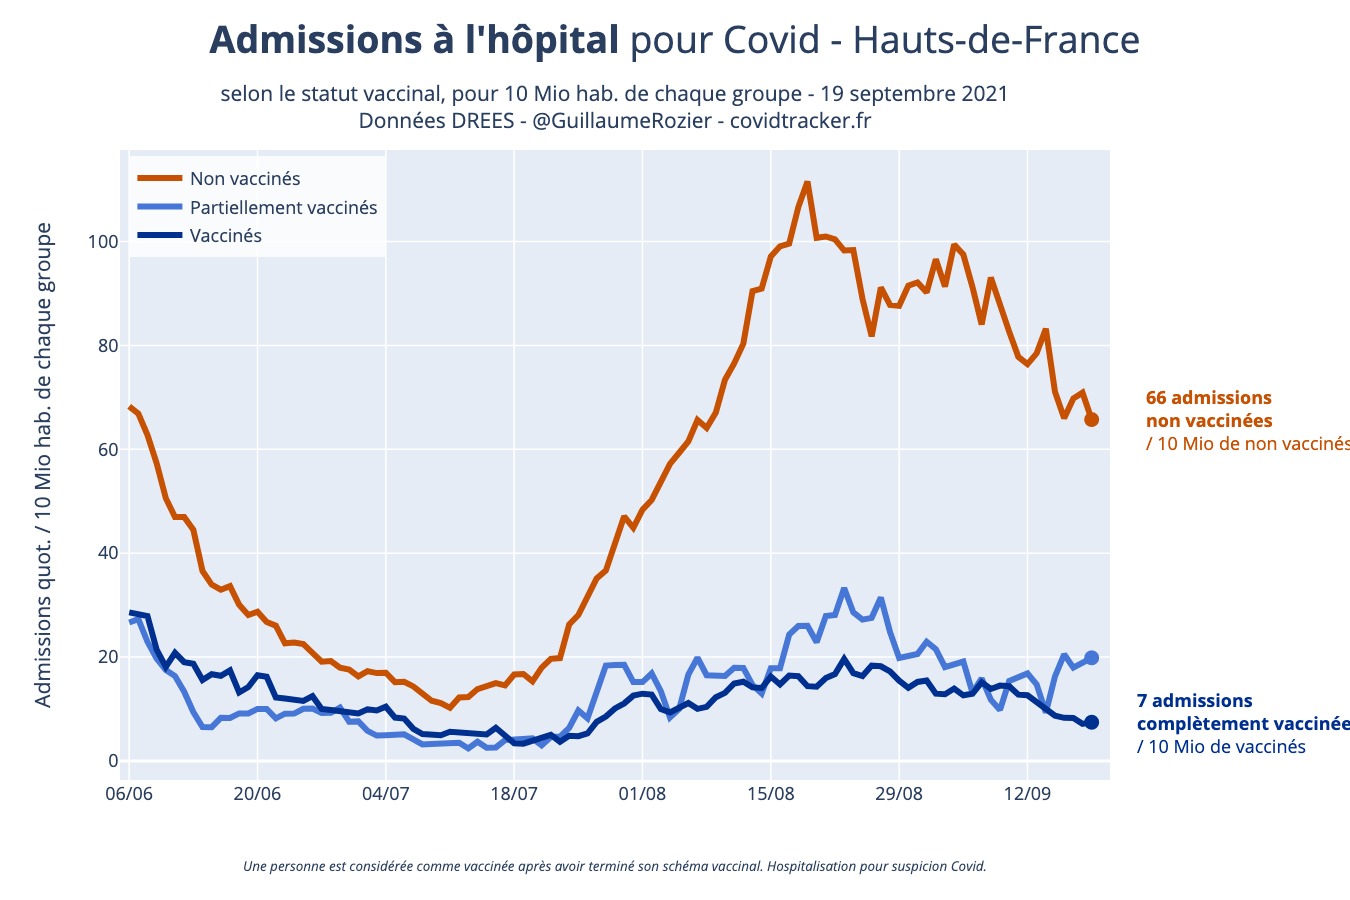 Admissions à l'hôpital pour Covid - Hauts-de-France
selon le statut vaccinal, pour 10 Mio hab. de chaque groupe - 19 septembre 2021
Données DREES - @GuillaumeRozier - covidtracker.fr
Non vaccinés
Partiellement vaccinés
Vaccinés
Admissions quot. / 10 Mio hab. de chaque groupe
100
80
60
40
20
0
06/06
20/06
04/07
18/07
01/08
15/08
29/08
12/09
66 admissions
non vaccinées
/ 10 Mio de non vaccinés
7 admissions
complètement vaccinée
/ 10 Mio de vaccinés
Une personne est considérée comme vaccinée après avoir terminé son schéma vaccinal. Hospitalisation pour suspicion Covid.